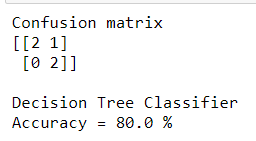 Confusion matrix
[[2 1]
 [0 2]]
Decision Tree Classifier
Accuracy = 80.0 %